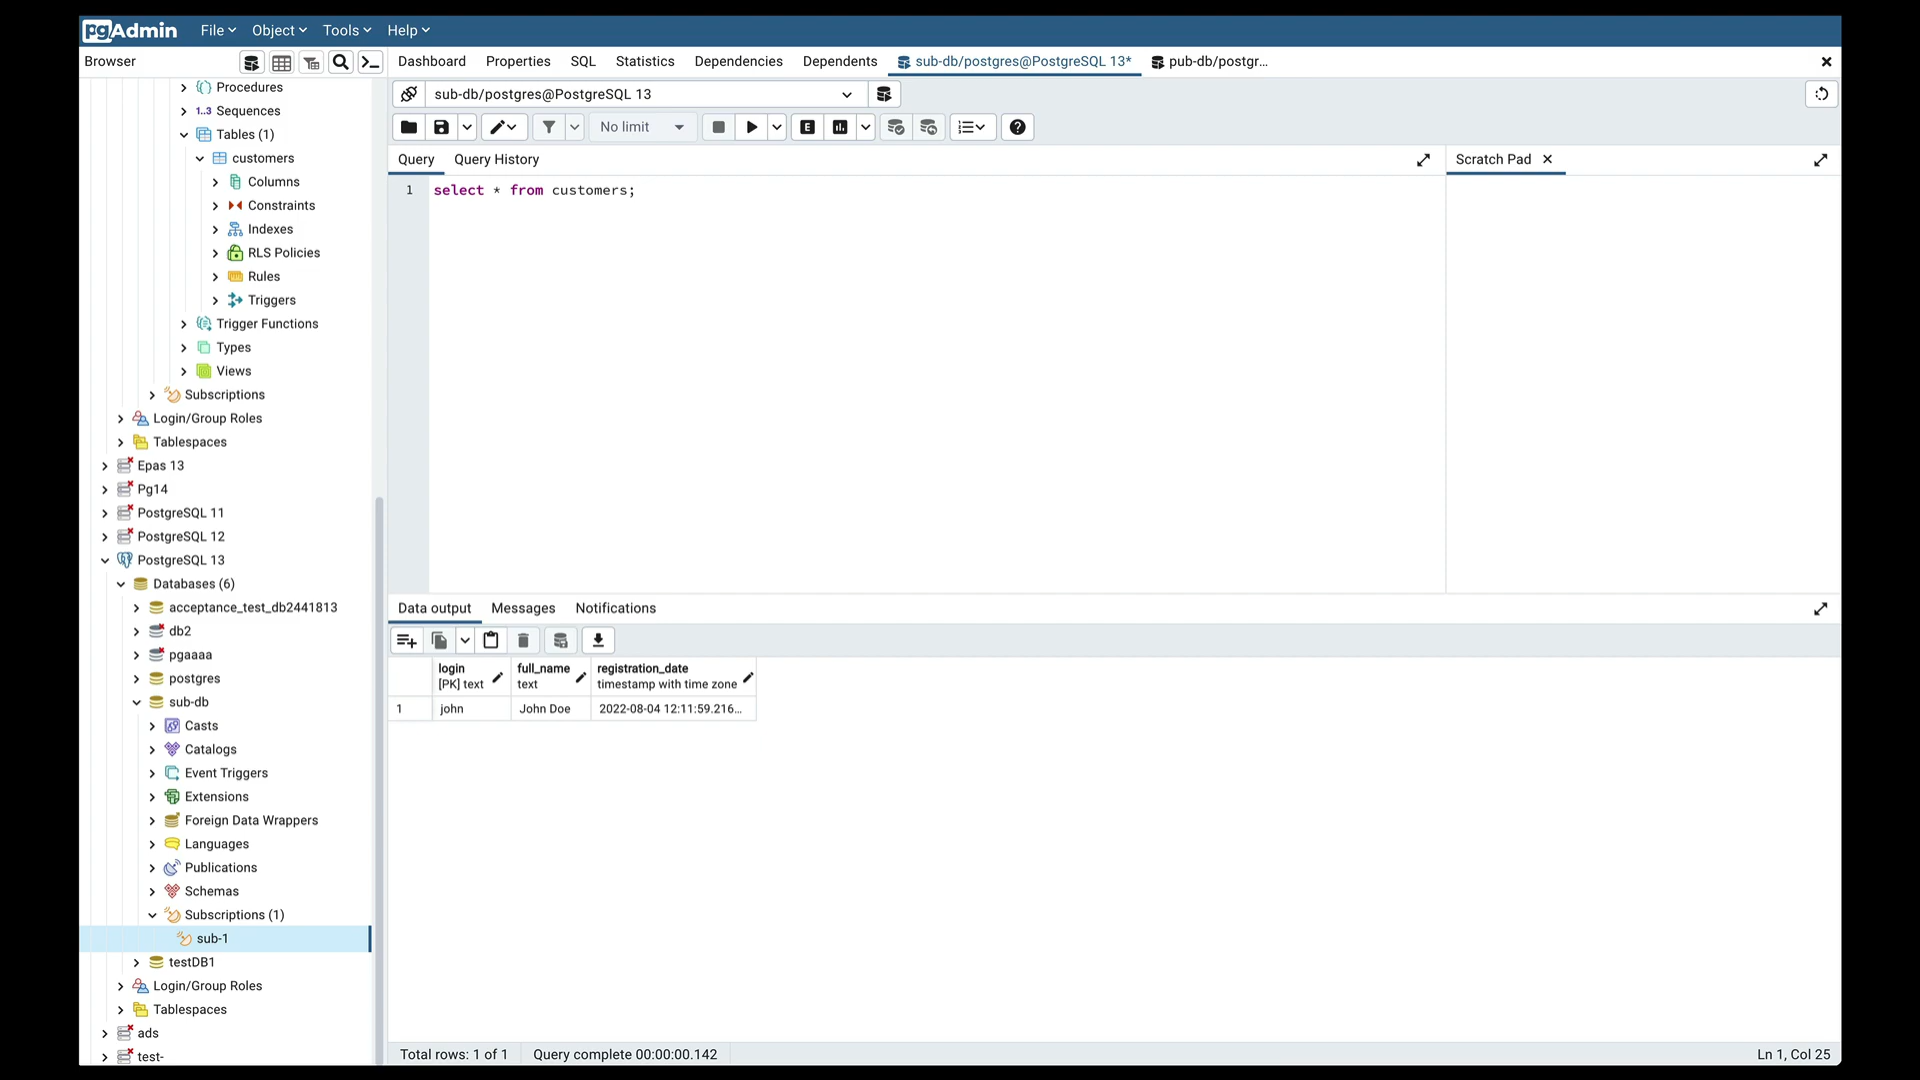 pgAdmin File Object Tools Help
Browser
Dashboard Properties SQL Statistics Dependencies Dependents sub-db/postgres@PostgreSQL 13* pub-db/postgr...
sub-db/postgres@PostgreSQL 13
No limit
E
Query Query History
Scratch Pad
1 select * from customers;
Procedures
1..3 Sequences
Tables (1)
customers
Columns
Constraints
Indexes
RLS Policies
Rules
Triggers
Trigger Functions
Types
Views
Subscriptions
Login/Group Roles
Tablespaces
Epas 13
Pg14
PostgreSQL 11
PostgreSQL 12
PostgreSQL 13
Databases (6)
acceptance_test_db2441813
db2
pgaaaa
postgres
sub-db
Casts
Catalogs
Event Triggers
Extensions
Foreign Data Wrappers
Languages
Publications
Schemas
Subscriptions (1)
sub-1
testDB1
Login/Group Roles
Tablespaces
ads
test-
Data output Messages Notifications
login full_name registration_date
[PK] text text timestamp with time zone
1 john John Doe 2022-08-04 12:11:59.216...
Total rows: 1 of 1 Query complete 00:00:00.142 Ln 1, Col 25